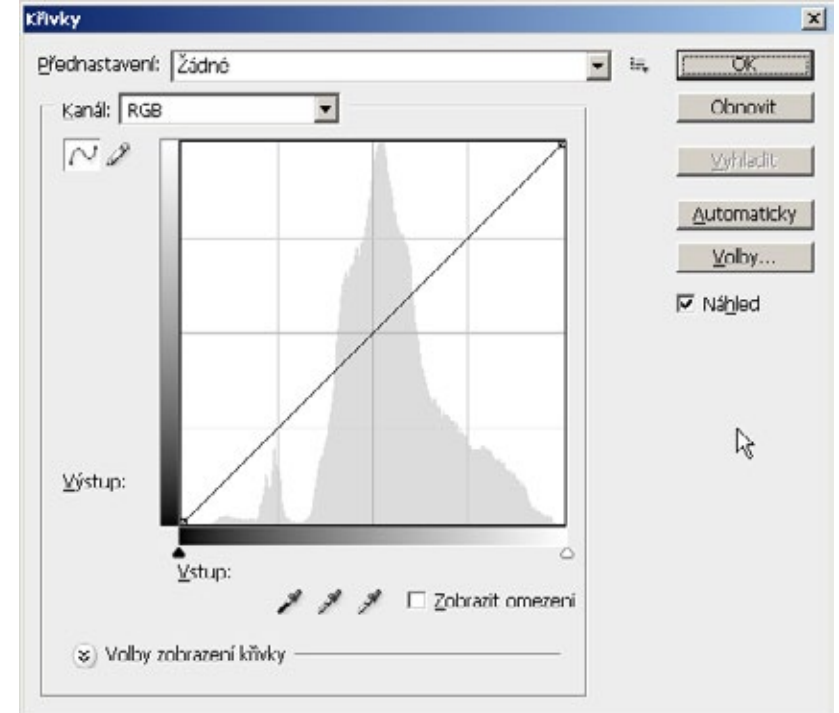 Křivky
Přednastavení: Žádné
OK
Kanál: RGB
Obnovit
Vyhladit
Automaticky
Volby...
Náhled
Výstup:
Vstup:
Zobrazit omezení
Volby zobrazení křivky